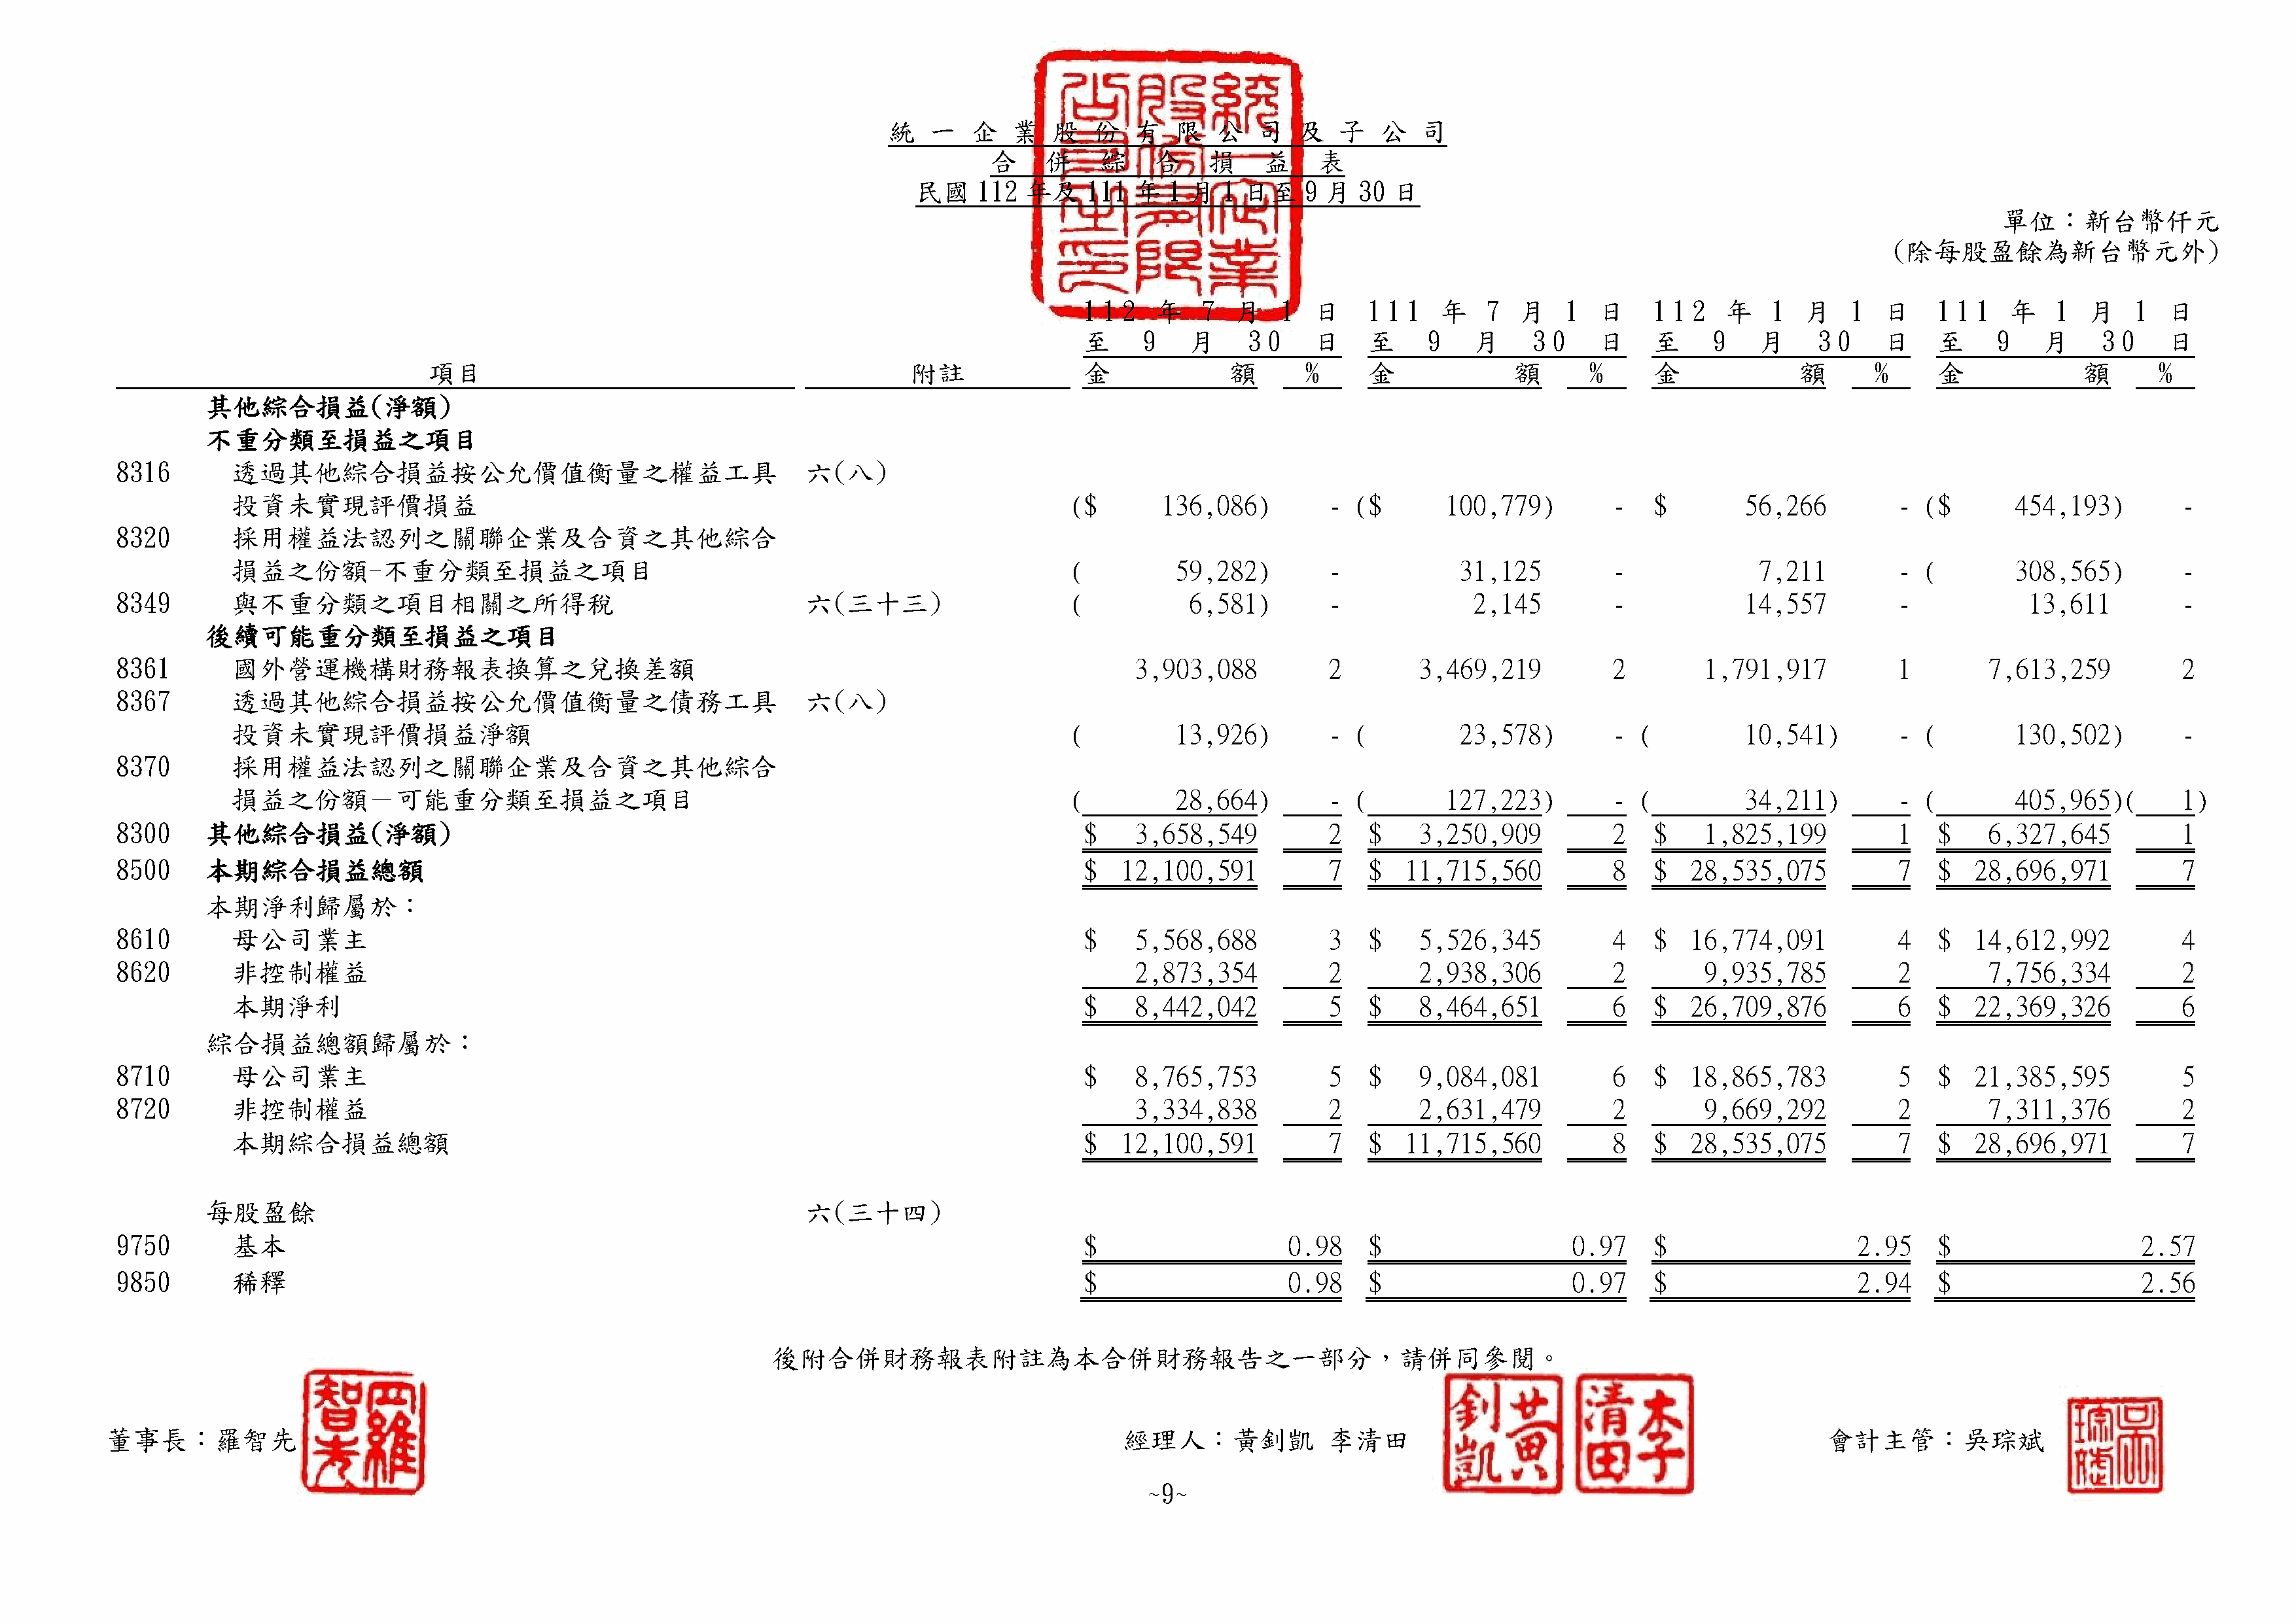 統一企業股份有限公司及子公司
合併綜合損益表
民國112年及111年1月1日至9月30日
單位：新台幣仟元
(除每股盈餘為新台幣元外)
112年7月1日 111年7月1日 112年1月1日 111年1月1日
至9月30日 至9月30日 至9月30日 至9月30日
項目 附註 金額 % 金額 % 金額 % 金額 %
其他綜合損益(淨額)
不重分類至損益之項目
8316 透過其他綜合損益按公允價值衡量之權益工具 六(八)
投資未實現評價損益 ($ 136,086) - ($ 100,779) - $ 56,266 - ($ 454,193) -
8320 採用權益法認列之關聯企業及合資之其他綜合
損益之份額-不重分類至損益之項目 ( 59,282) - 31,125 - 7,211 - ( 308,565) -
8349 與不重分類之項目相關之所得稅 六(三十三) ( 6,581) - 2,145 - 14,557 - 13,611 -
後續可能重分類至損益之項目
8361 國外營運機構財務報表換算之兌換差額 3,903,088 2 3,469,219 2 1,791,917 1 7,613,259 2
8367 透過其他綜合損益按公允價值衡量之債務工具 六(八)
投資未實現評價損益淨額 ( 13,926) - ( 23,578) - ( 10,541) - ( 130,502) -
8370 採用權益法認列之關聯企業及合資之其他綜合
損益之份額－可能重分類至損益之項目 ( 28,664) - ( 127,223) - ( 34,211) - ( 405,965)( 1)
8300 其他綜合損益(淨額) $ 3,658,549 2 $ 3,250,909 2 $ 1,825,199 1 $ 6,327,645 1
8500 本期綜合損益總額 $ 12,100,591 7 $ 11,715,560 8 $ 28,535,075 7 $ 28,696,971 7
本期淨利歸屬於：
8610 母公司業主 $ 5,568,688 3 $ 5,526,345 4 $ 16,774,091 4 $ 14,612,992 4
8620 非控制權益 2,873,354 2 2,938,306 2 9,935,785 2 7,756,334 2
本期淨利 $ 8,442,042 5 $ 8,464,651 6 $ 26,709,876 6 $ 22,369,326 6
綜合損益總額歸屬於：
8710 母公司業主 $ 8,765,753 5 $ 9,084,081 6 $ 18,865,783 5 $ 21,385,595 5
8720 非控制權益 3,334,838 2 2,631,479 2 9,669,292 2 7,311,376 2
本期綜合損益總額 $ 12,100,591 7 $ 11,715,560 8 $ 28,535,075 7 $ 28,696,971 7
每股盈餘 六(三十四)
9750 基本 $ 0.98 $ 0.97 $ 2.95 $ 2.57
9850 稀釋 $ 0.98 $ 0.97 $ 2.94 $ 2.56
後附合併財務報表附註為本合併財務報告之一部分，請併同參閱。
董事長：羅智先 羅智先 經理人：黃釗凱 李清田 黃釗凱 李清田 會計主管：吳琮斌
~9~